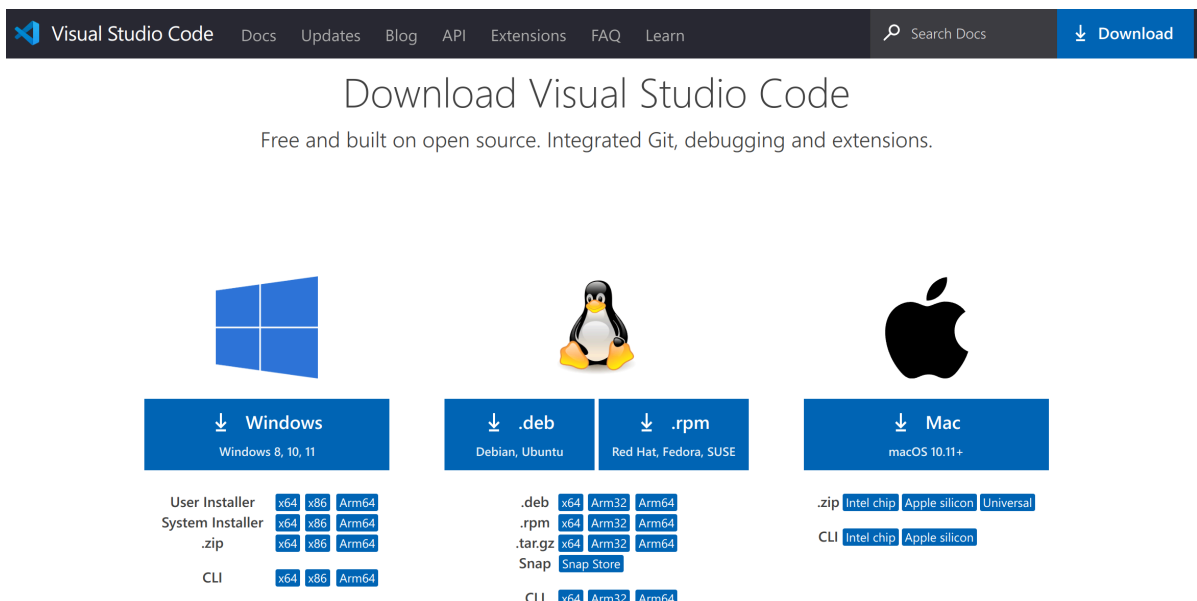 Visual Studio Code Docs Updates Blog API Extensions FAQ Learn Search Docs Download
Download Visual Studio Code
Free and built on open source. Integrated Git, debugging and extensions.
Windows
Windows 8, 10, 11
User Installer x64 x86 Arm64
System Installer x64 x86 Arm64
.zip x64 x86 Arm64
CLI x64 x86 Arm64
.deb
Debian, Ubuntu
.rpm
Red Hat, Fedora, SUSE
.deb x64 Arm32 Arm64
.rpm x64 Arm32 Arm64
.tar.gz x64 Arm32 Arm64
Snap Snap Store
CLI x64 Arm32 Arm64
Mac
macOS 10.11+
.zip Intel chip Apple silicon Universal
CLI Intel chip Apple silicon